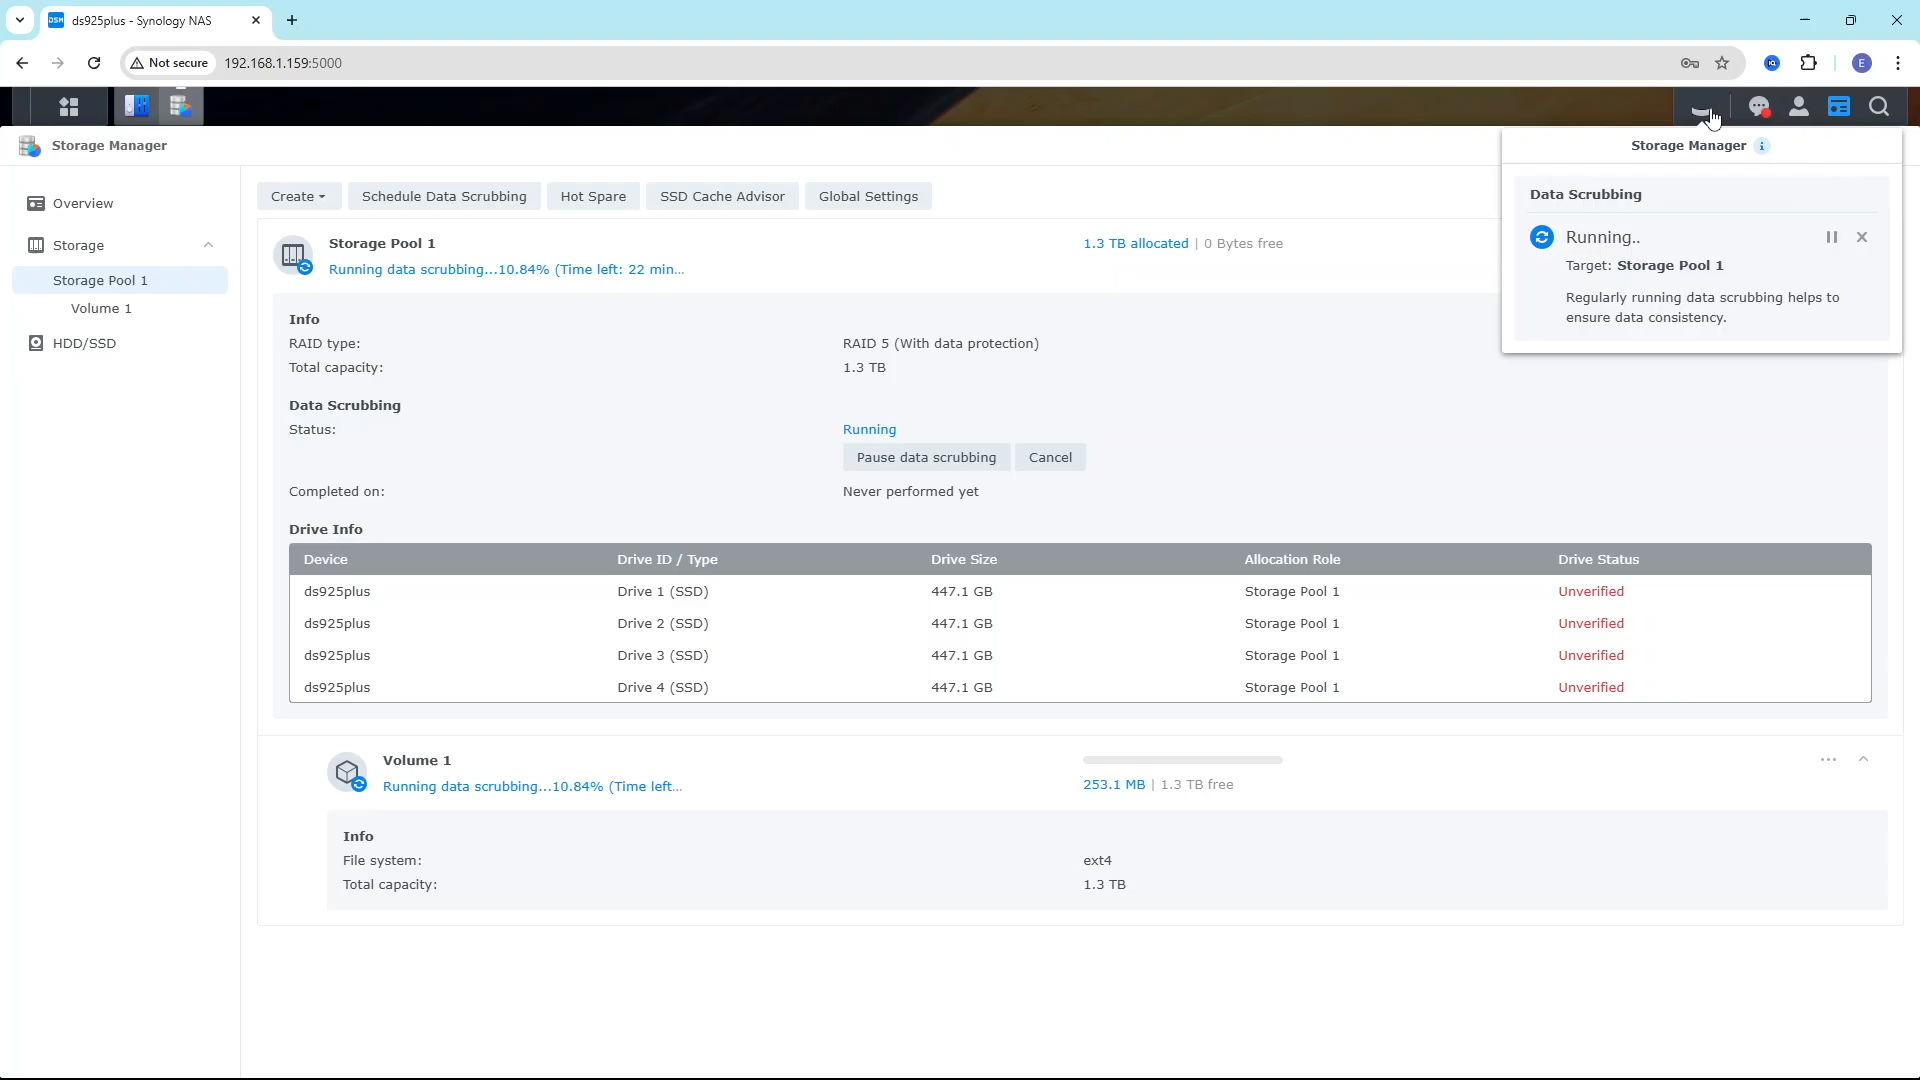 DSM
ds925plus - Synology NAS
Not secure
192.168.1.159:5000
E
Storage Manager
Storage Manager i
Data Scrubbing
Running..
Target: Storage Pool 1
Regularly running data scrubbing helps to
ensure data consistency.
Overview
Storage
Storage Pool 1
Volume 1
HDD/SSD
Create
Schedule Data Scrubbing
Hot Spare
SSD Cache Advisor
Global Settings
Storage Pool 1
1.3 TB allocated | 0 Bytes free
Running data scrubbing...10.84% (Time left: 22 min...
Info
RAID type: RAID 5 (With data protection)
Total capacity: 1.3 TB
Data Scrubbing
Status: Running
Pause data scrubbing Cancel
Completed on: Never performed yet
Drive Info
Device Drive ID / Type Drive Size Allocation Role Drive Status
ds925plus Drive 1 (SSD) 447.1 GB Storage Pool 1 Unverified
ds925plus Drive 2 (SSD) 447.1 GB Storage Pool 1 Unverified
ds925plus Drive 3 (SSD) 447.1 GB Storage Pool 1 Unverified
ds925plus Drive 4 (SSD) 447.1 GB Storage Pool 1 Unverified
Volume 1
Running data scrubbing...10.84% (Time left...
253.1 MB | 1.3 TB free
Info
File system: ext4
Total capacity: 1.3 TB